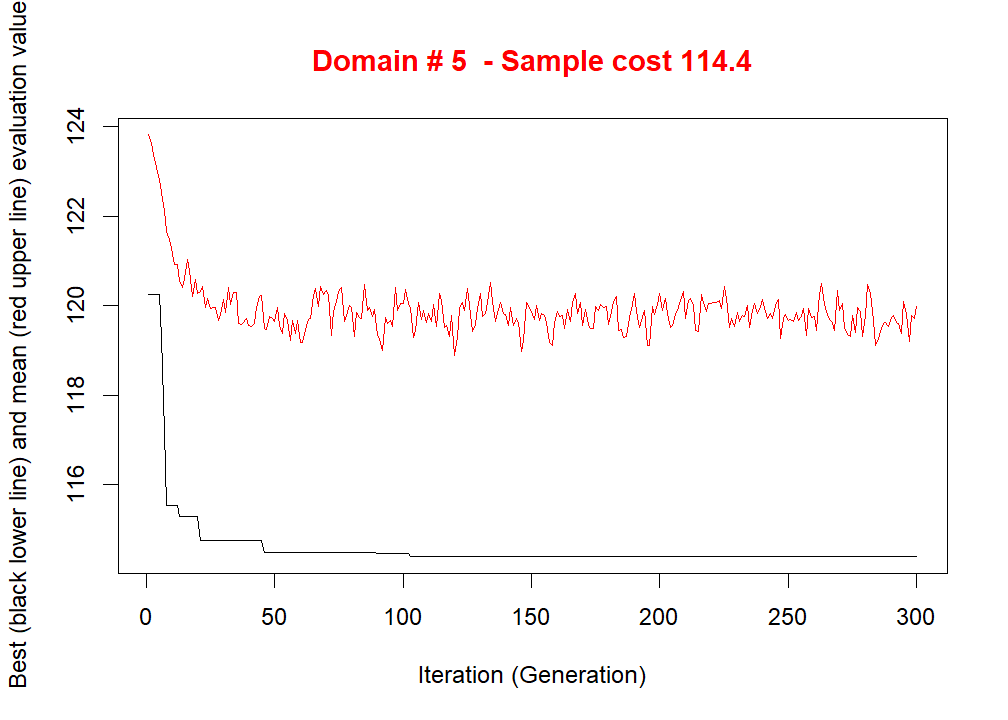 Domain # 5  - Sample cost 114.4
Best (black lower line) and mean (red upper line) evaluation value
124
122
120
118
116
0 50 100 150 200 250 300
Iteration (Generation)